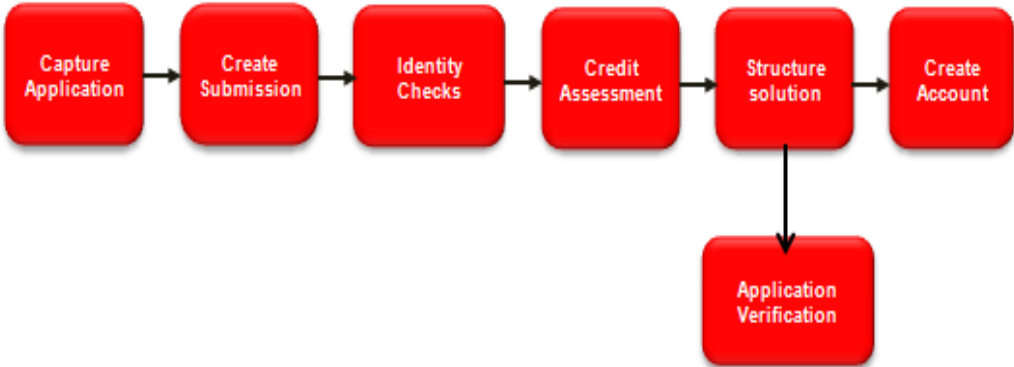 Capture
Application
Create
Submission
Identity
Checks
Credit
Assessment
Structure
solution
Create
Account
Application
Verification